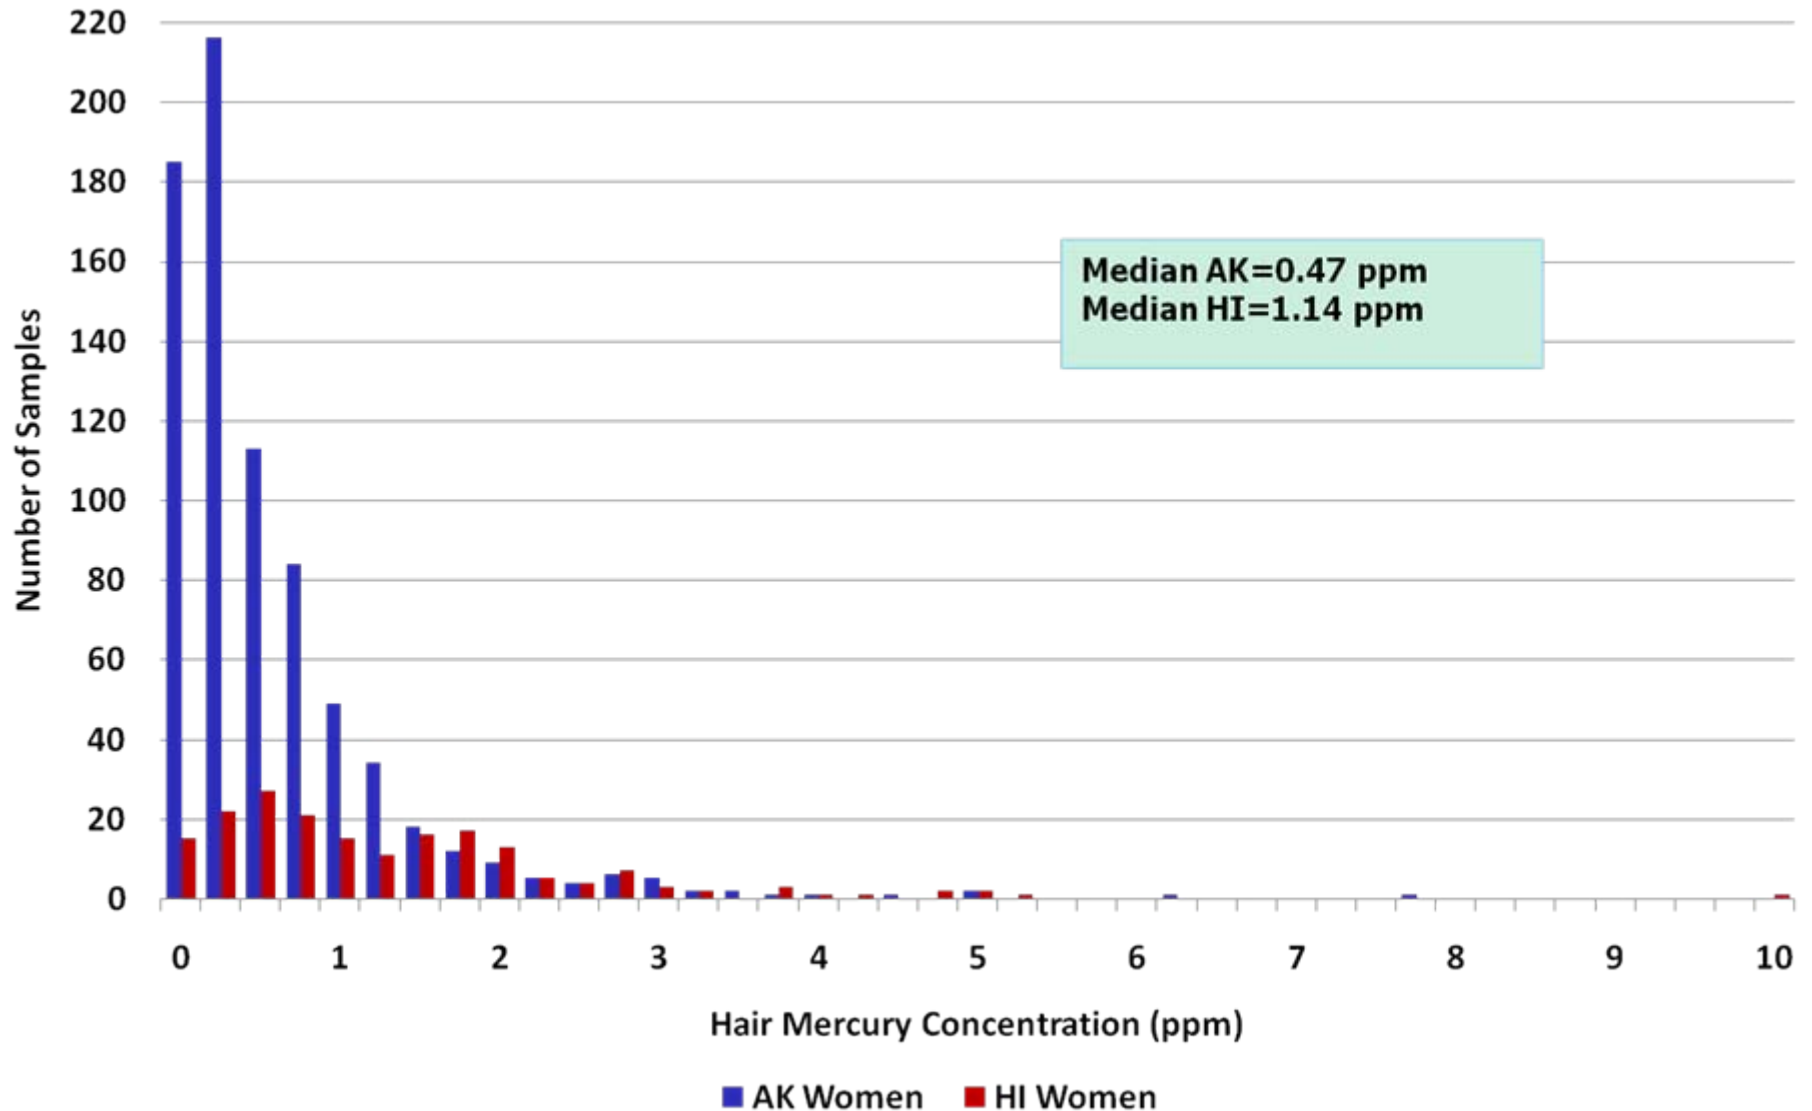 220
200
180
160
140
120
100
80
60
40
20
0
Number of Samples
Median AK=0.47 ppm
Median HI=1.14 ppm
0 1 2 3 4 5 6 7 8 9 10
Hair Mercury Concentration (ppm)
AK Women HI Women